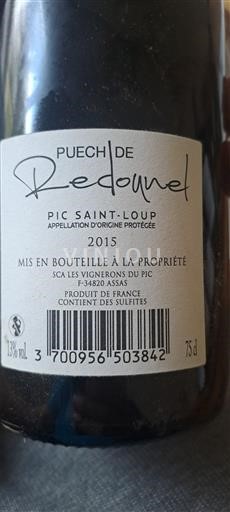 PUECH DE
Redonnel
PIC SAINT-LOUP
APPELLATION D'ORIGINE PROTÉGÉE
2015
MIS EN BOUTEILLE À LA PROPRIÉTÉ
SCA LES VIGNERONS DU PIC
F-34820 ASSAS
PRODUIT DE FRANCE
CONTIENT DES SULFITES
13% vol.
3 700956 503842
75 cl